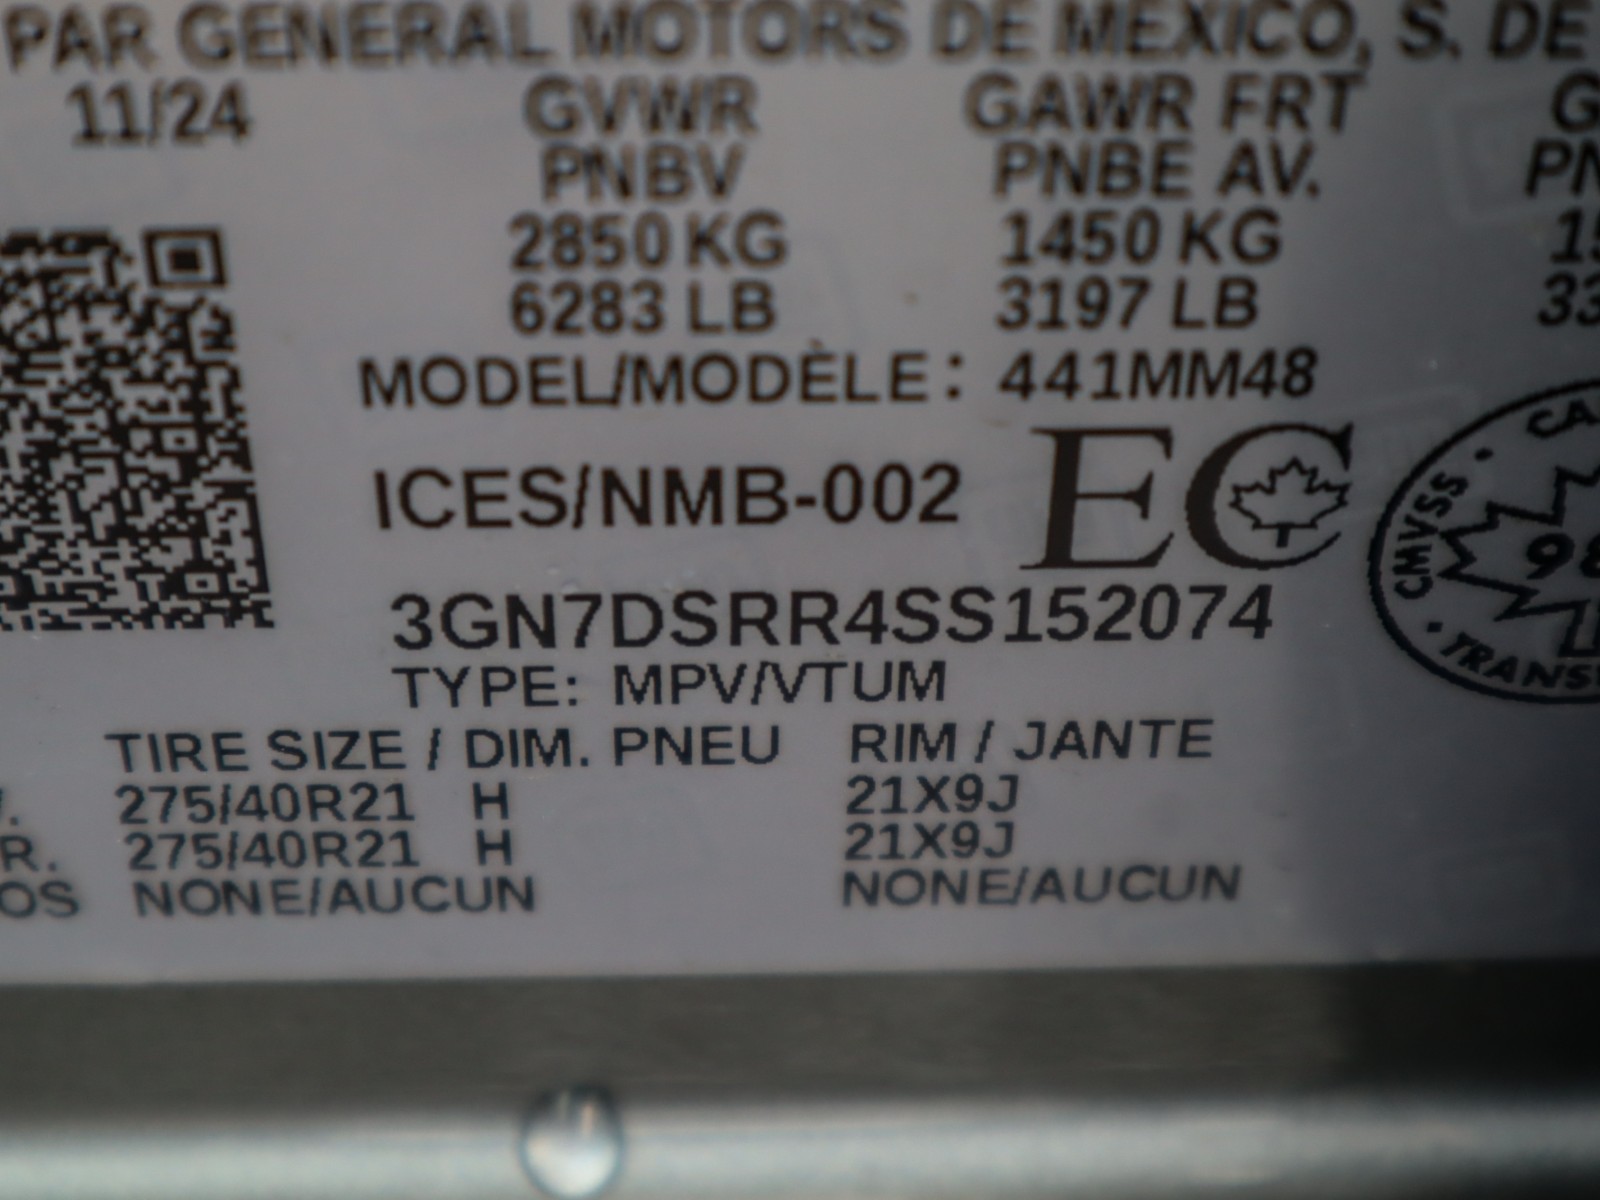 PAR GENERAL MOTORS DE MEXICO, S. DE
11/24 GVWR GAWR FRT
PNBV PNBE AV.
2850 KG 1450 KG
6283 LB 3197 LB
MODEL/MODÈLE: 441MM48
ICES/NMB-002 EC
3GN7DSRR4SS152074
TYPE: MPV/VTUM
CMVSS
TIRE SIZE / DIM. PNEU RIM / JANTE
275/40R21 H 21X9J
R. 275/40R21 H 21X9J
NONE/AUCUN NONE/AUCUN